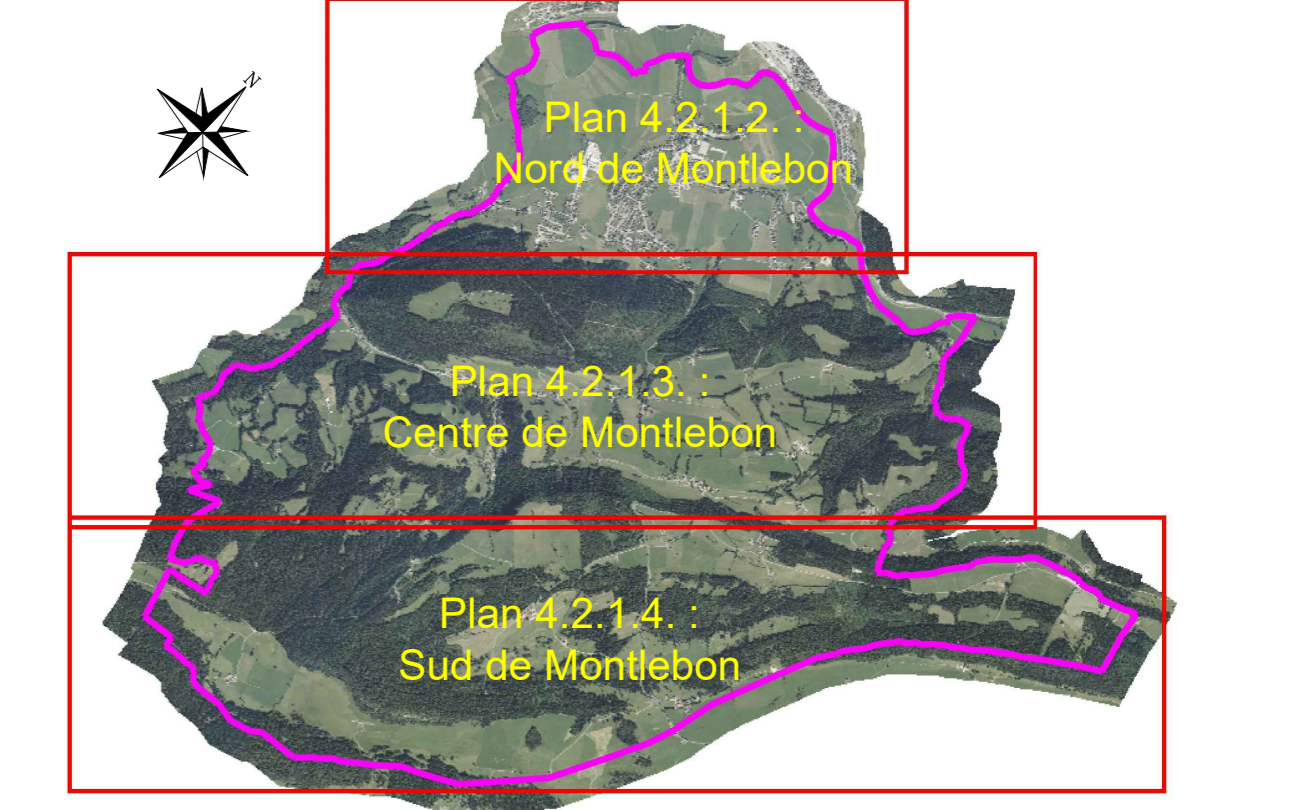 N
Plan 4.2.1.2. :
Nord de Montlebon
Plan 4.2.1.3. :
Centre de Montlebon
Plan 4.2.1.4. :
Sud de Montlebon